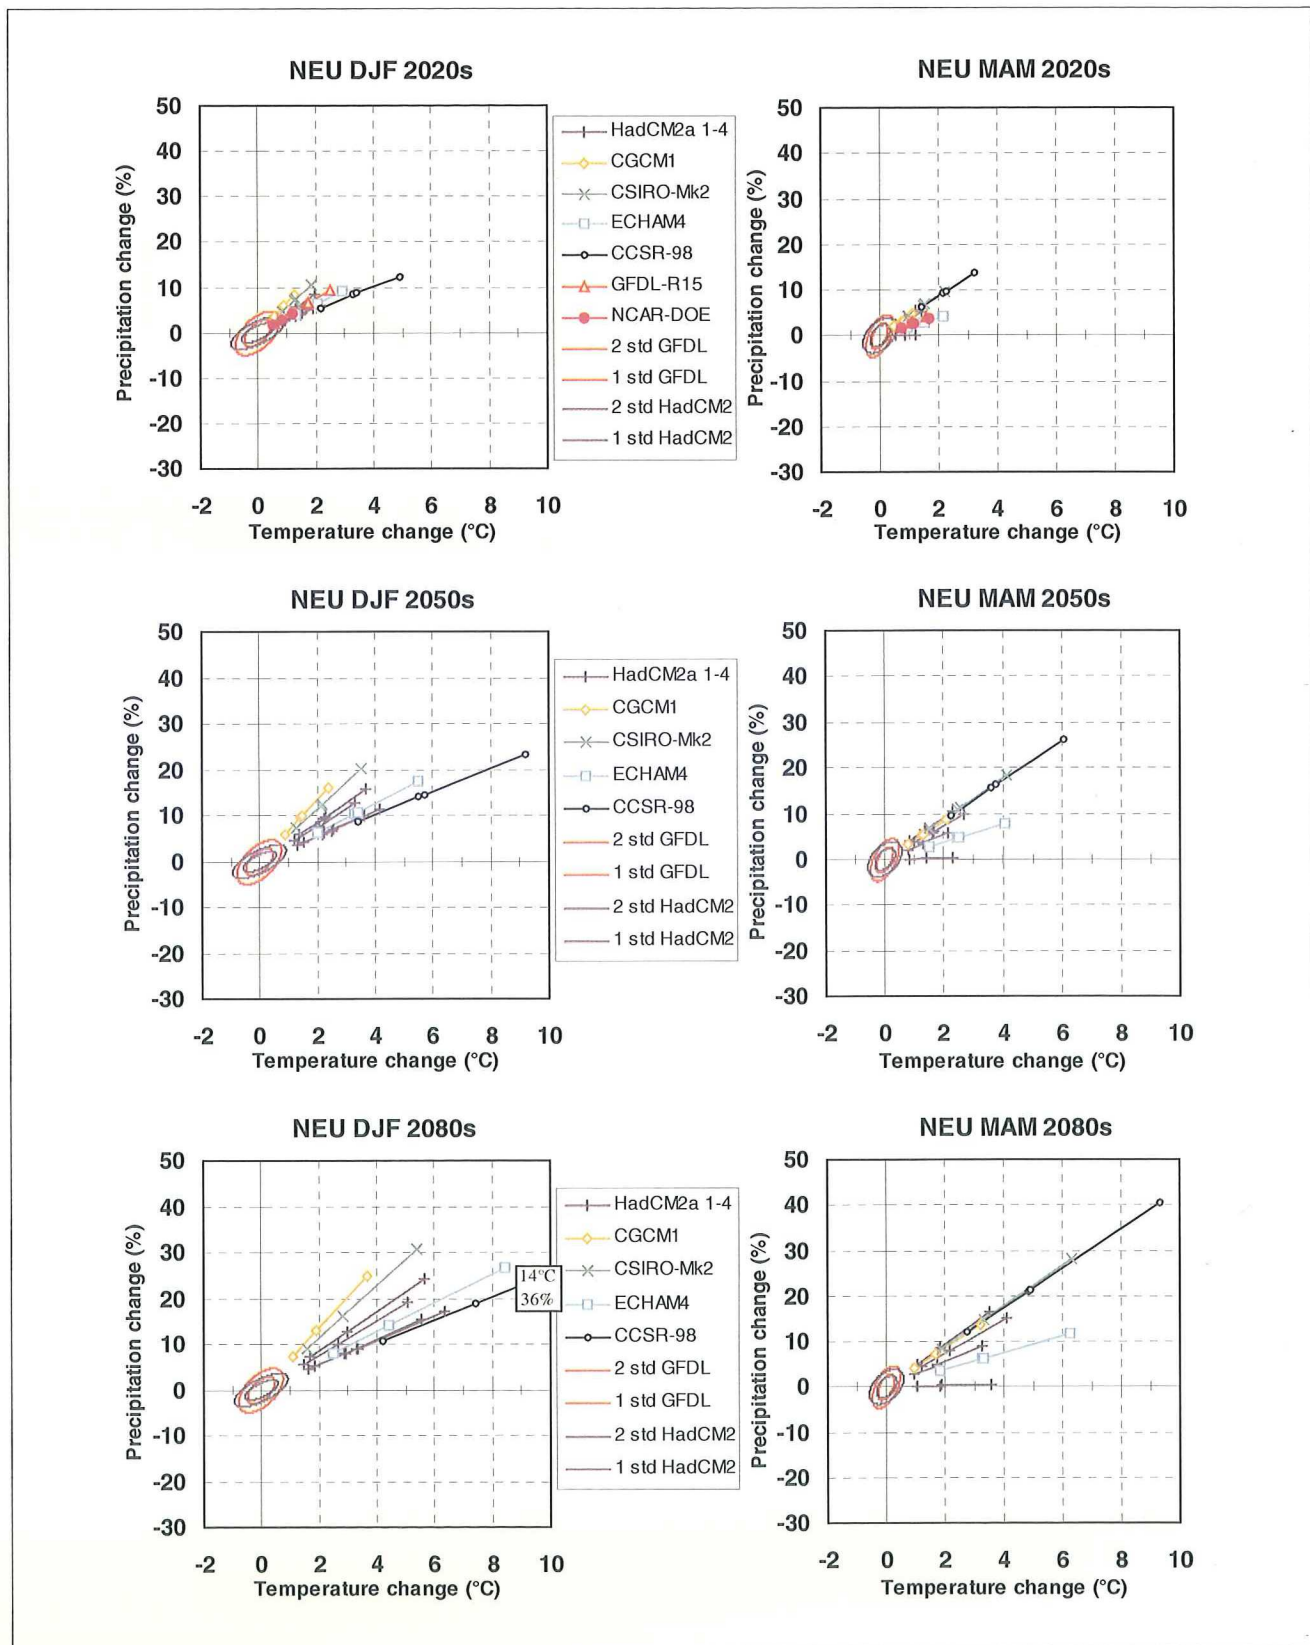 NEU DJF 2020s
50
40
30
20
10
0
-10
-20
-30
Precipitation change (%)
-2 0 2 4 6 8 10
Temperature change (°C)
HadCM2a 1-4
CGCM1
CSIRO-Mk2
ECHAM4
CCSR-98
GFDL-R15
NCAR-DOE
2 std GFDL
1 std GFDL
2 std HadCM2
1 std HadCM2
NEU MAM 2020s
50
40
30
20
10
0
-10
-20
-30
Precipitation change (%)
-2 0 2 4 6 8 10
Temperature change (°C)
NEU DJF 2050s
50
40
30
20
10
0
-10
-20
-30
Precipitation change (%)
-2 0 2 4 6 8 10
Temperature change (°C)
HadCM2a 1-4
CGCM1
CSIRO-Mk2
ECHAM4
CCSR-98
2 std GFDL
1 std GFDL
2 std HadCM2
1 std HadCM2
NEU MAM 2050s
50
40
30
20
10
0
-10
-20
-30
Precipitation change (%)
-2 0 2 4 6 8 10
Temperature change (°C)
NEU DJF 2080s
50
40
30
20
10
0
-10
-20
-30
Precipitation change (%)
-2 0 2 4 6 8 10
Temperature change (°C)
14°C
36%
HadCM2a 1-4
CGCM1
CSIRO-Mk2
ECHAM4
CCSR-98
2 std GFDL
1 std GFDL
2 std HadCM2
1 std HadCM2
NEU MAM 2080s
50
40
30
20
10
0
-10
-20
-30
Precipitation change (%)
-2 0 2 4 6 8 10
Temperature change (°C)